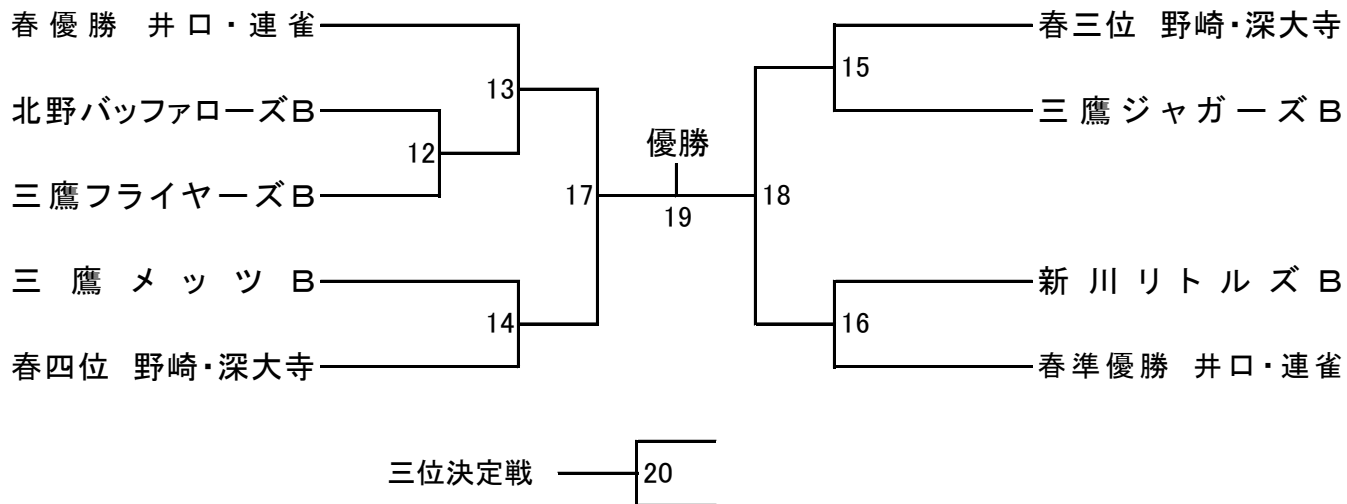 春優勝 井口・連雀
春三位 野崎・深大寺
13
15
北野バッファローズB
三鷹ジャガーズB
12
優勝
三鷹フライヤーズB
17
19
18
三鷹メッツB
新川リトルズB
14
16
春四位 野崎・深大寺
春準優勝 井口・連雀
三位決定戦
20